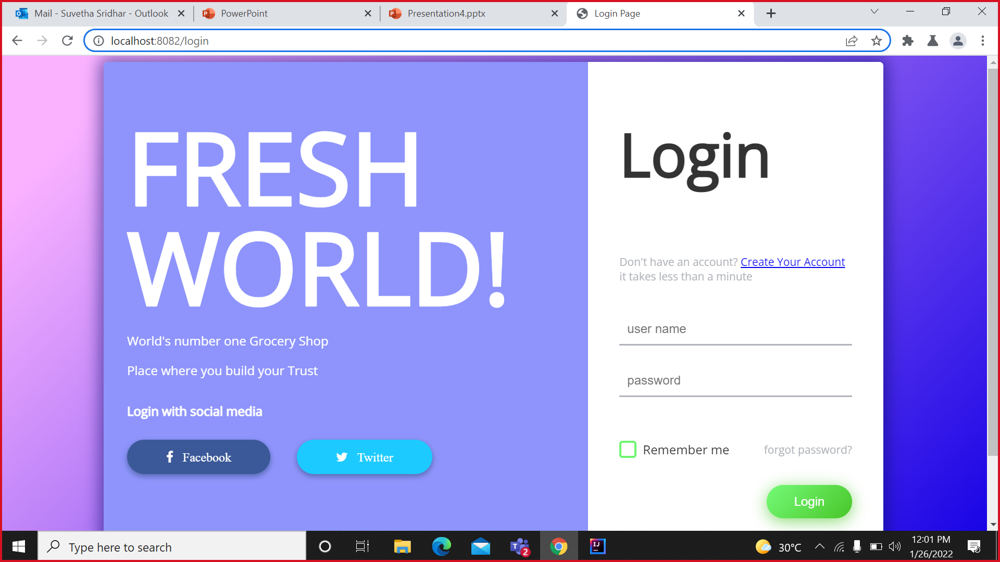 Mail - Suvetha Sridhar - Outlook
PowerPoint
Presentation4.pptx
Login Page
localhost:8082/login
FRESH
WORLD!
World's number one Grocery Shop
Place where you build your Trust
Login with social media
Facebook
Twitter
Login
Don't have an account? Create Your Account
it takes less than a minute
user name
password
Remember me
forgot password?
Login
Type here to search
2
30°C
12:01 PM
1/26/2022